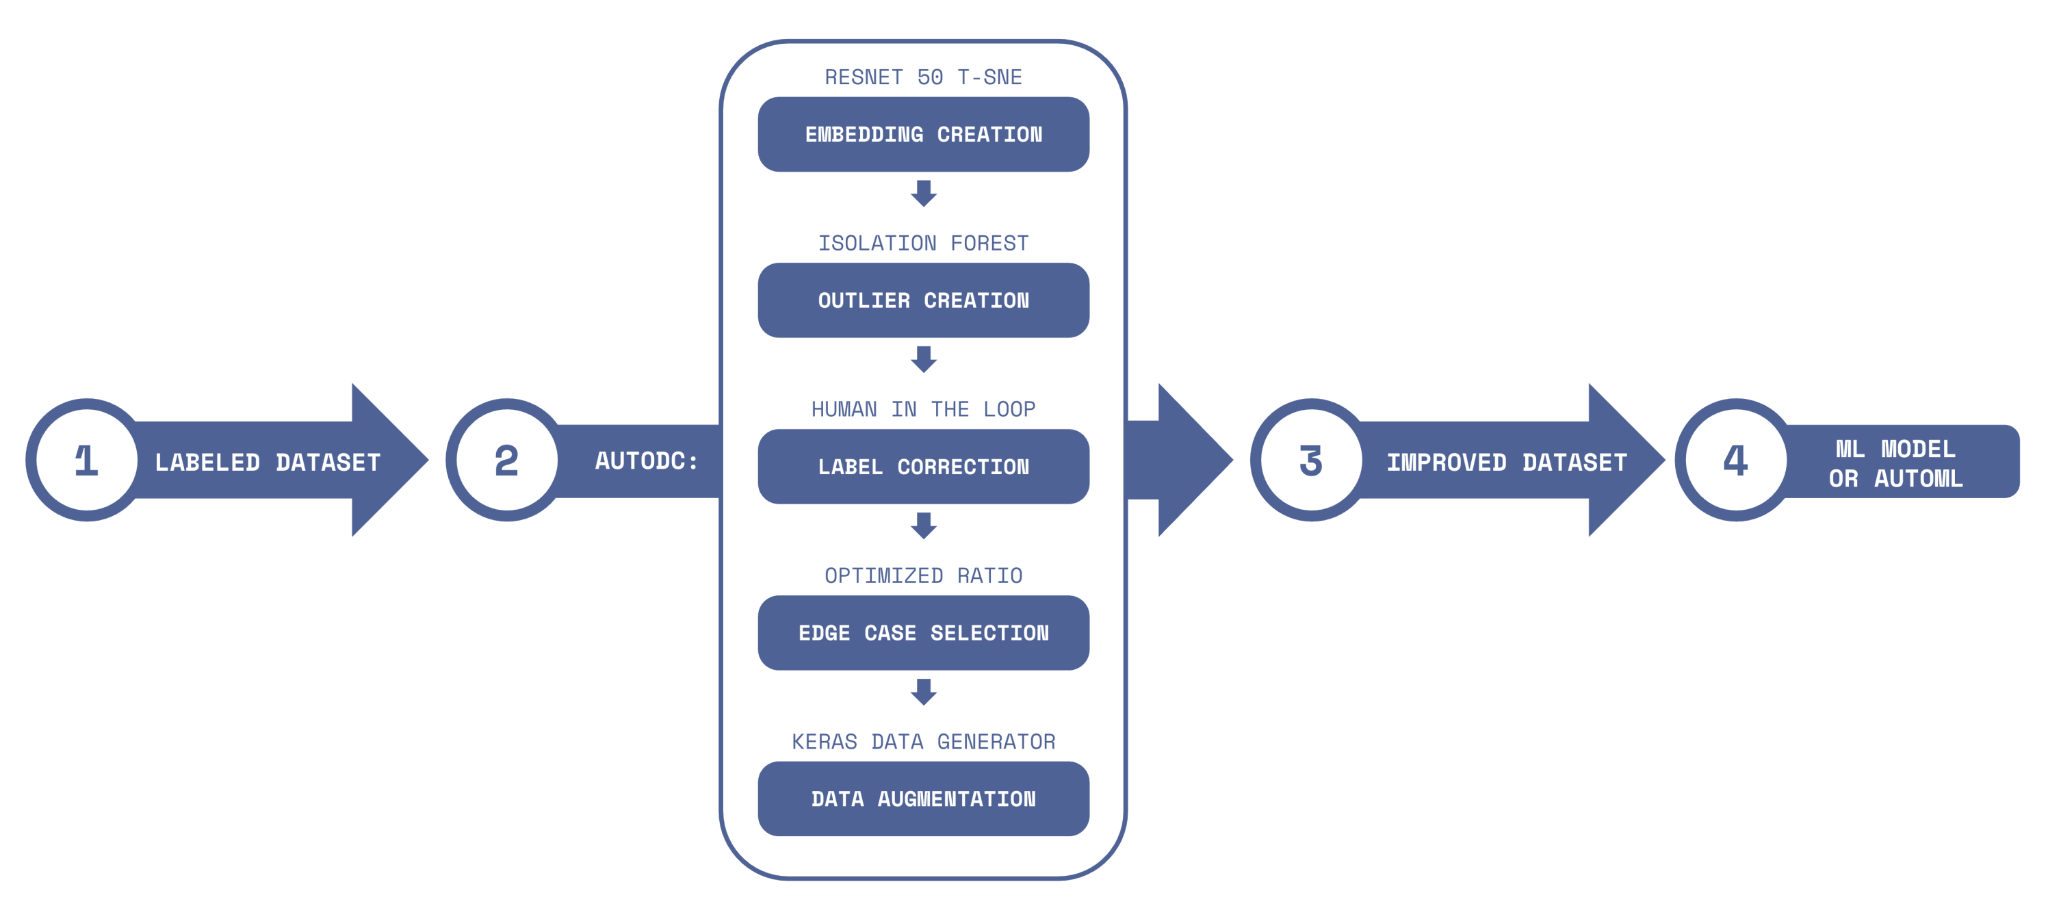 1
LABELED DATASET
2
AUTODC:
RESNET 50 T-SNE
EMBEDDING CREATION
ISOLATION FOREST
OUTLIER CREATION
HUMAN IN THE LOOP
LABEL CORRECTION
OPTIMIZED RATIO
EDGE CASE SELECTION
KERAS DATA GENERATOR
DATA AUGMENTATION
3
IMPROVED DATASET
4
ML MODEL
OR AUTOML